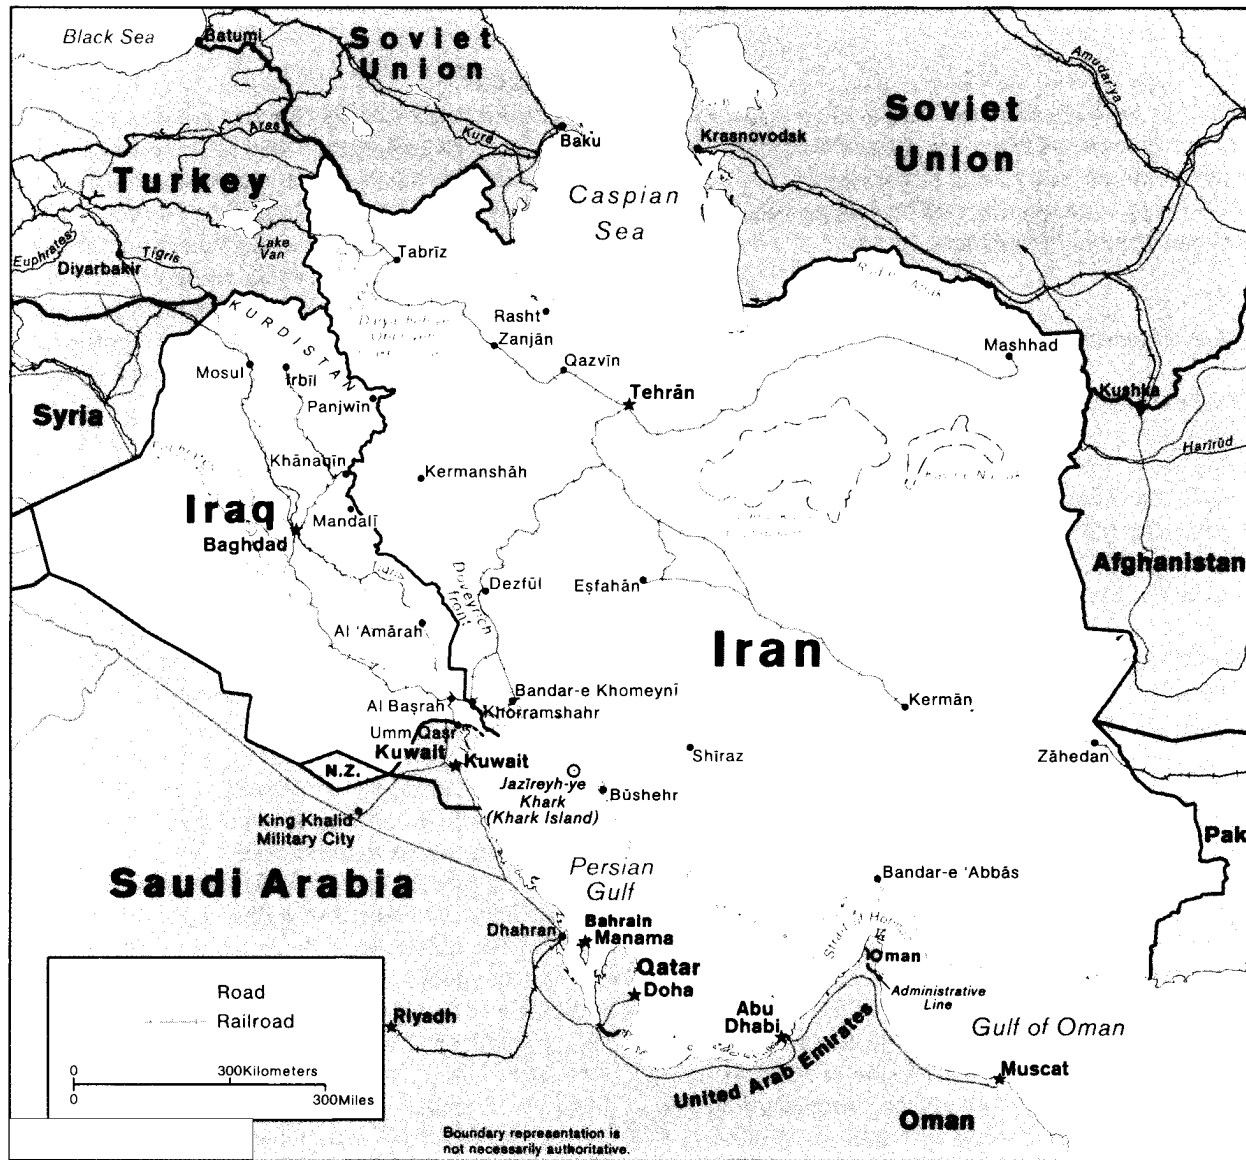 Black Sea
Batumi
Soviet
Union
Aras
Kura
Baku
Krasnovodsk
Amudar'ya
Soviet
Union
Turkey
Caspian
Sea
Euphrates
Diyarbakir
Tigris
Lake
Van
Tabrīz
KURDISTAN
Rasht
Zanjān
Qazvīn
Mashhad
Mosul
Irbīl
Panjwīn
Tehrān
Kushka
Syria
Khānaqīn
Kermanshāh
Harīrūd
Iraq
Mandalī
Baghdad
Afghanistan
Doveyrich
front
Dezfūl
Eşfahān
Al 'Amārah
Iran
Bandar-e Khomeynī
Al Başrah
Khorramshahr
Kermān
Umm Qaşr
Kuwait
Kuwait
Shīraz
Zāhedan
N.Z.
Jazīreyh-ye
Khark
(Khark Island)
Būshehr
King Khalid
Military City
Pak
Saudi Arabia
Persian
Gulf
Bandar-e 'Abbās
Dhahran
Bahrain
Manama
Oman
Qatar
Doha
Administrative
Line
Abu
Dhabi
Gulf of Oman
Riyadh
United Arab Emirates
Muscat
Oman
Road
Railroad
0 300Kilometers
0 300Miles
Boundary representation is
not necessarily authoritative.